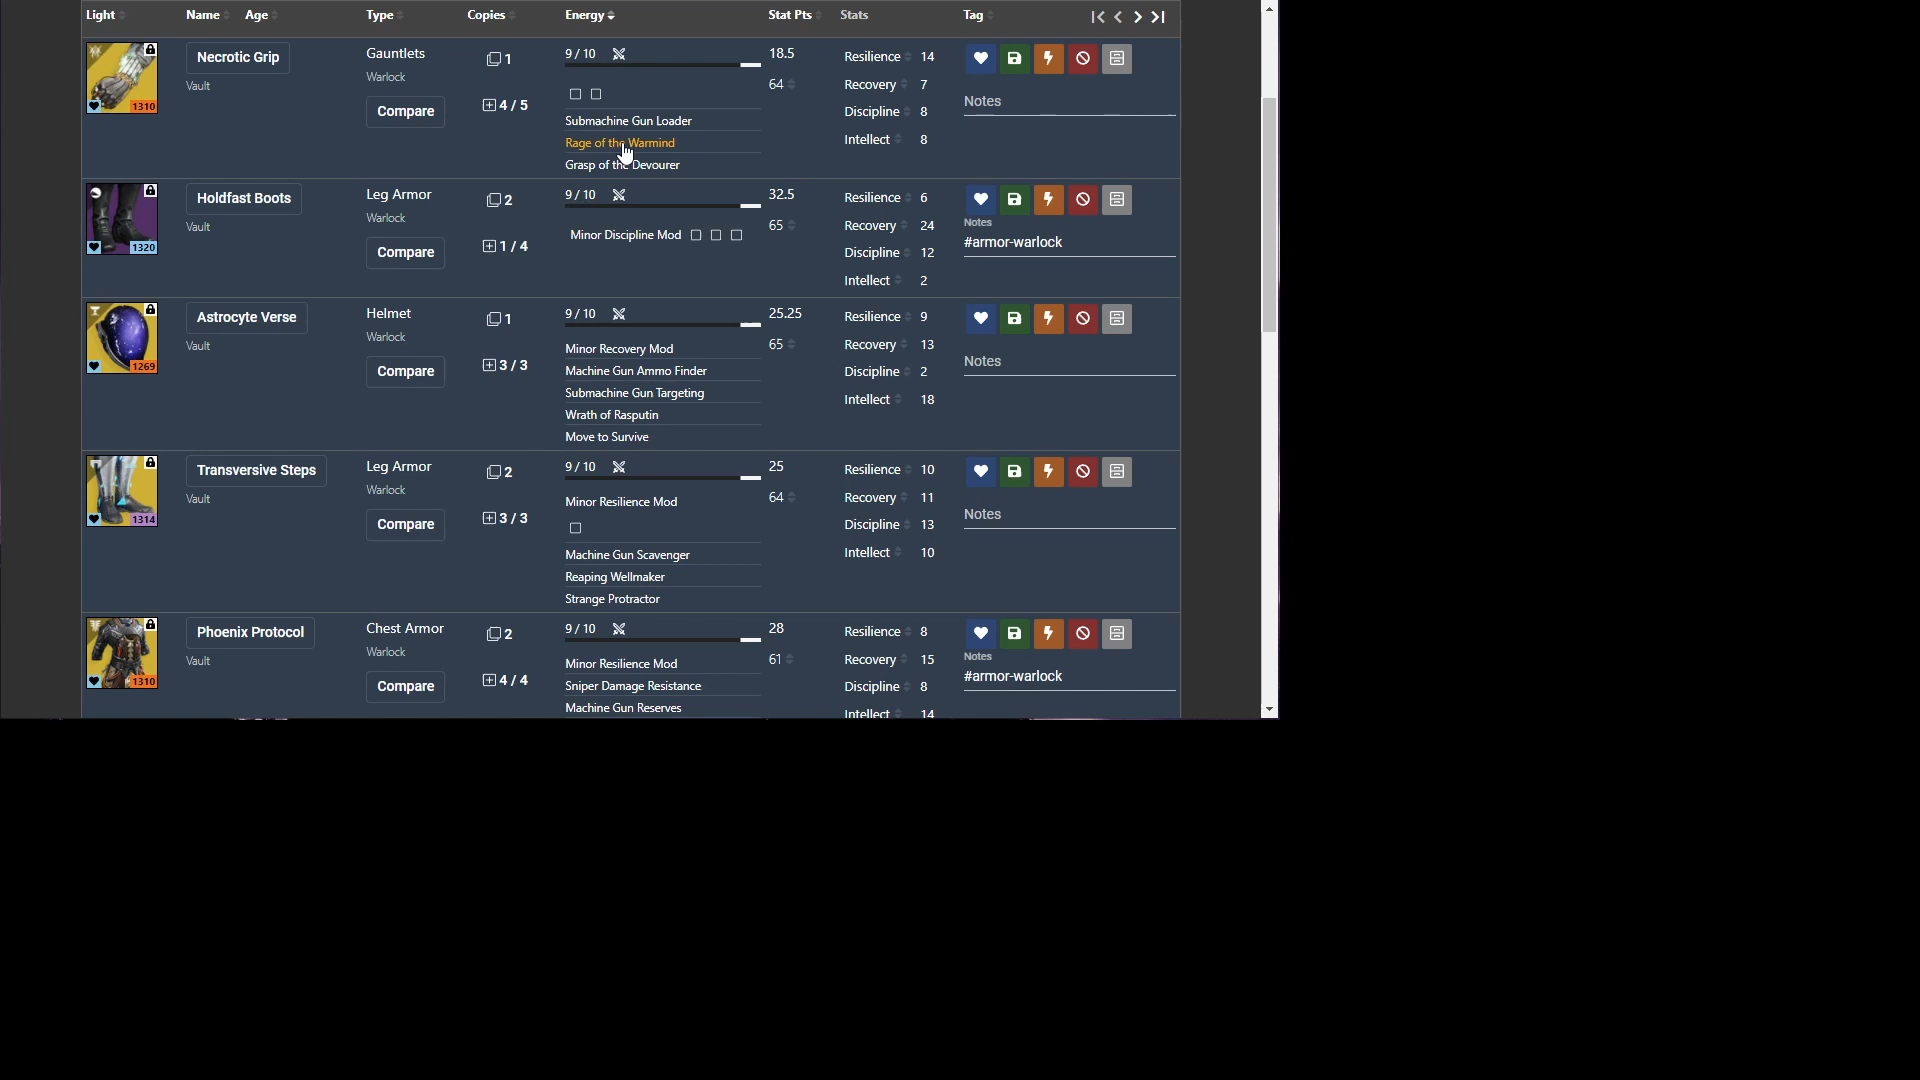 Light Name Age Type Copies Energy Stat Pts Stats Tag
Necrotic Grip
Vault
1310
Gauntlets
Warlock
Compare
1
4 / 5
9 / 10
Submachine Gun Loader
Rage of the Warmind
Grasp of the Devourer
18.5
64
Resilience 14
Recovery 7
Discipline 8
Intellect 8
Notes
Holdfast Boots
Vault
1320
Leg Armor
Warlock
Compare
2
1 / 4
9 / 10
Minor Discipline Mod
32.5
65
Resilience 6
Recovery 24
Discipline 12
Intellect 2
Notes
#armor-warlock
Astrocyte Verse
Vault
1269
Helmet
Warlock
Compare
1
3 / 3
9 / 10
Minor Recovery Mod
Machine Gun Ammo Finder
Submachine Gun Targeting
Wrath of Rasputin
Move to Survive
25.25
65
Resilience 9
Recovery 13
Discipline 2
Intellect 18
Notes
Transversive Steps
Vault
1314
Leg Armor
Warlock
Compare
2
3 / 3
9 / 10
Minor Resilience Mod
Machine Gun Scavenger
Reaping Wellmaker
Strange Protractor
25
64
Resilience 10
Recovery 11
Discipline 13
Intellect 10
Notes
Phoenix Protocol
Vault
1310
Chest Armor
Warlock
Compare
2
4 / 4
9 / 10
Minor Resilience Mod
Sniper Damage Resistance
Machine Gun Reserves
28
61
Resilience 8
Recovery 15
Discipline 8
Intellect 14
Notes
#armor-warlock